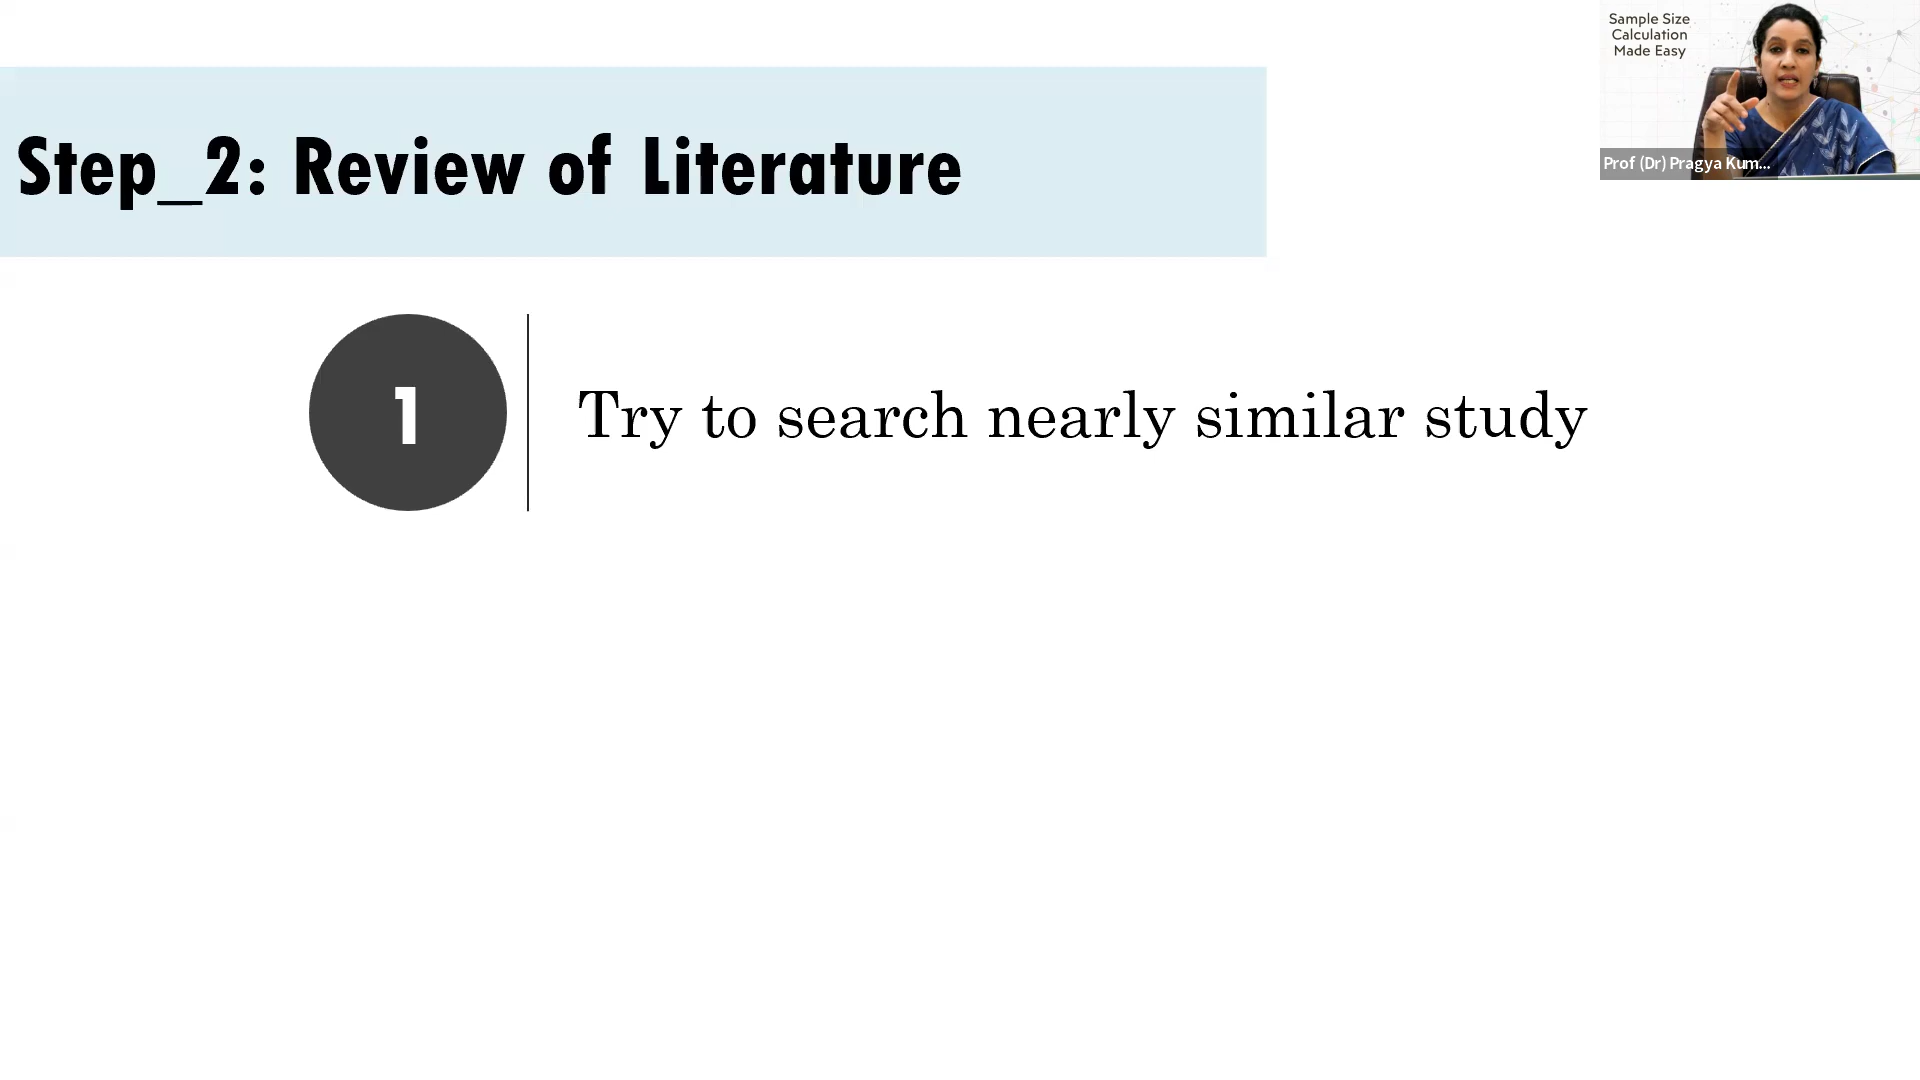 Sample Size
Calculation
Made Easy
Prof (Dr) Pragya Kum...
Step_2: Review of Literature
1
Try to search nearly similar study